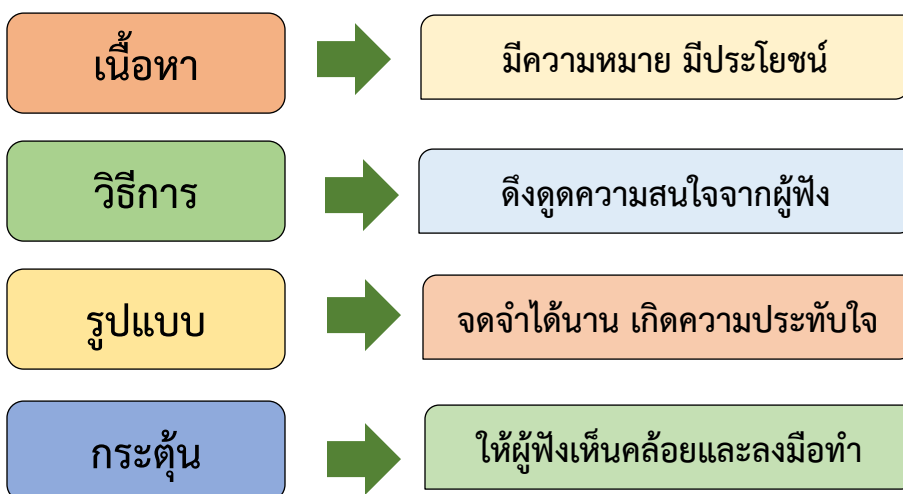 เนื้อหา
มีความหมาย มีประโยชน์
วิธีการ
ดึงดูดความสนใจจากผู้ฟัง
รูปแบบ
จดจำได้นาน เกิดความประทับใจ
กระตุ้น
ให้ผู้ฟังเห็นคล้อยและลงมือทำ